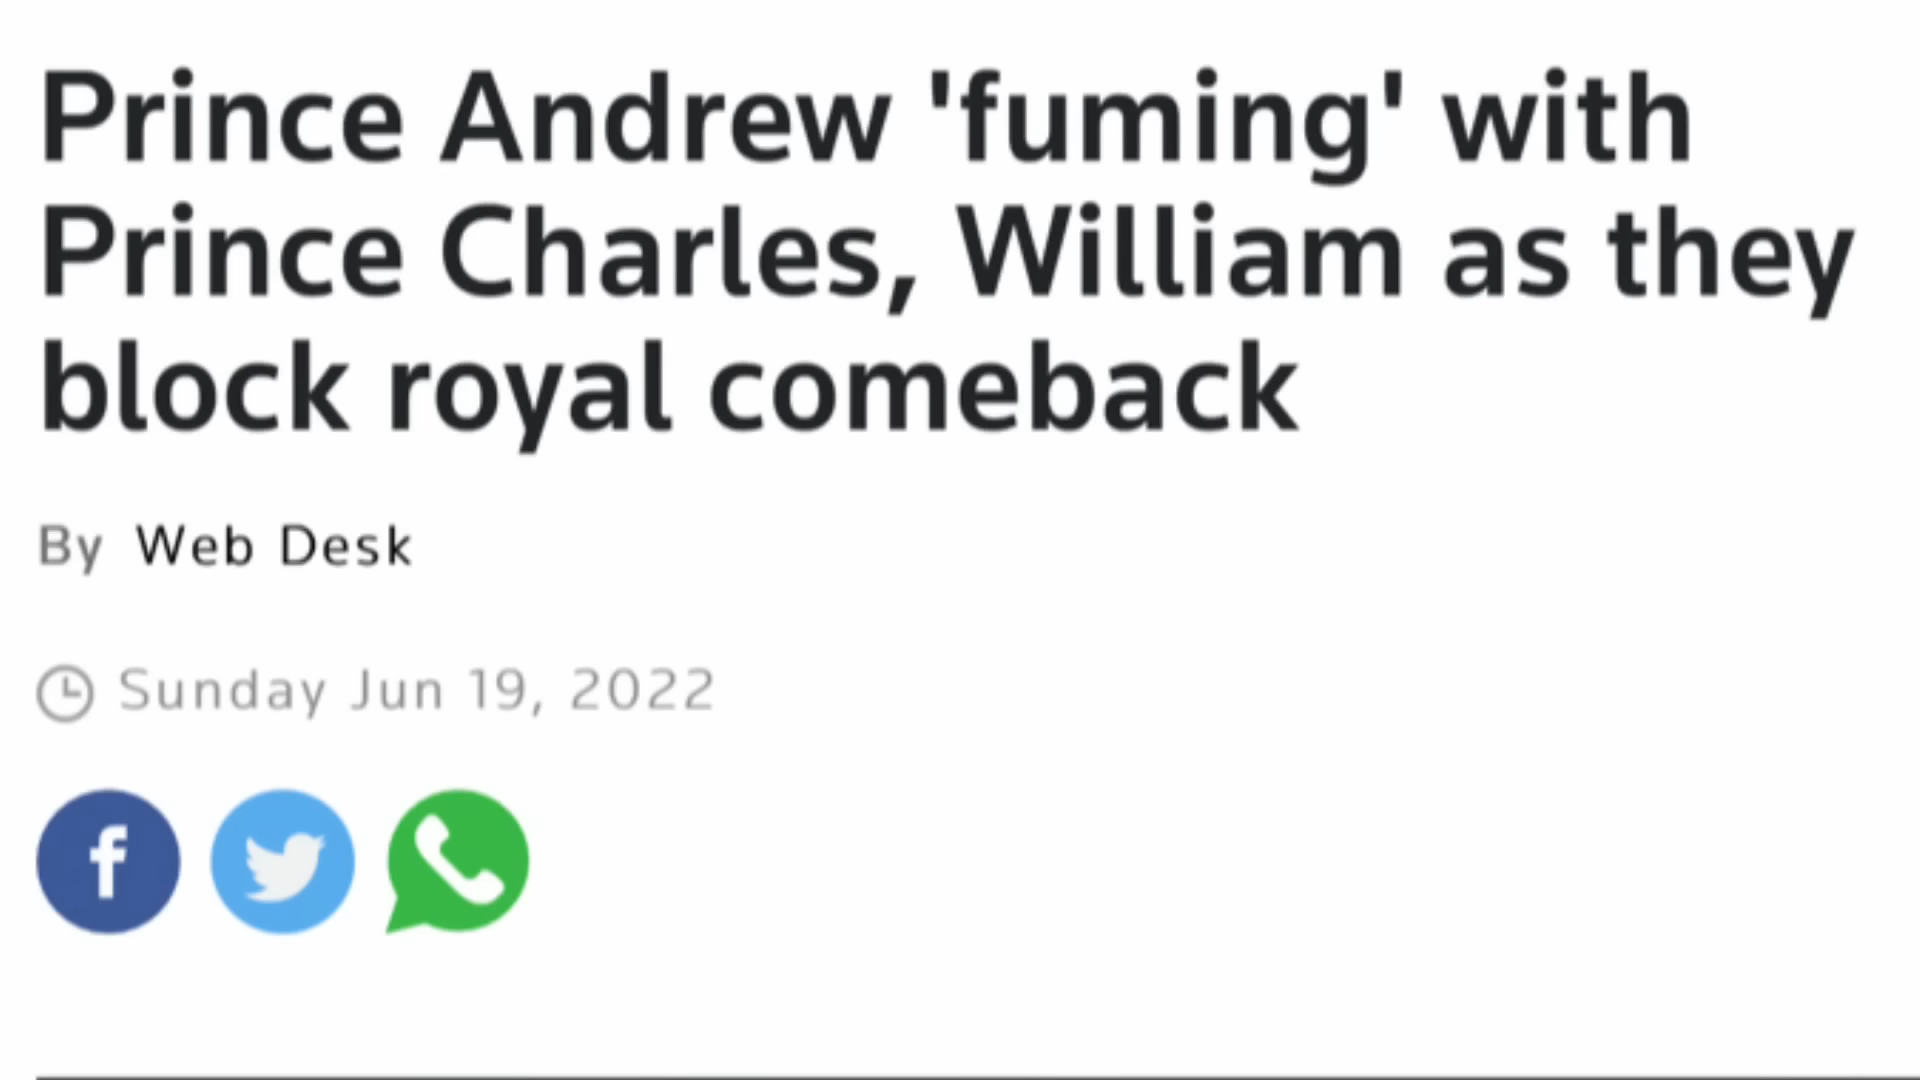 Prince Andrew 'fuming' with
Prince Charles, William as they
block royal comeback
By Web Desk
Sunday Jun 19, 2022
f